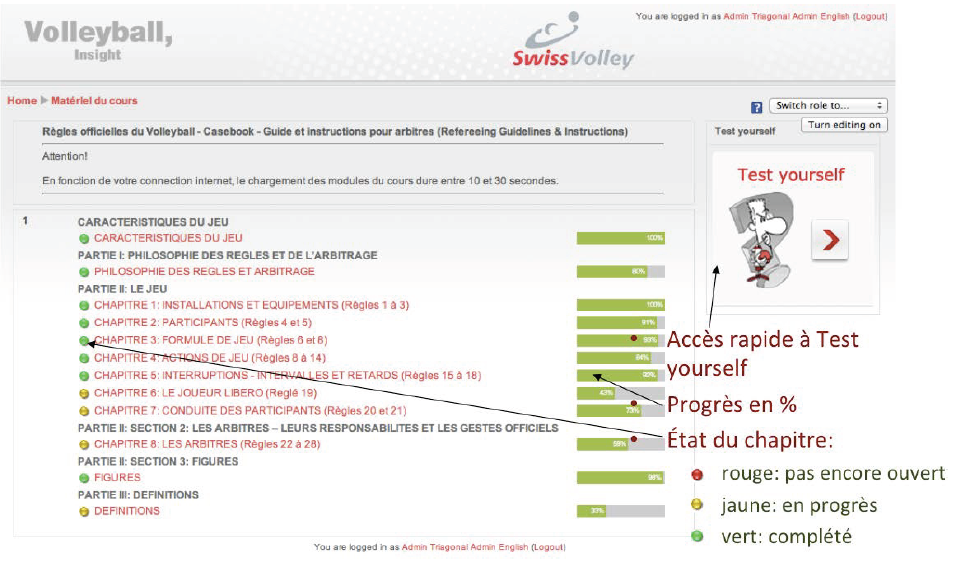 Volleyball,
Insight
SwissVolley
You are logged in as Admin Triagonal Admin English (Logout)
Home ► Matériel du cours
? Switch role to...
Turn editing on
Règles officielles du Volleyball - Casebook - Guide et instructions pour arbitres (Refereeing Guidelines & Instructions)
Attention!
En fonction de votre connection internet, le chargement des modules du cours dure entre 10 et 30 secondes.
Test yourself
Test yourself
1
CARACTERISTIQUES DU JEU
CARACTERISTIQUES DU JEU 100%
PARTIE I: PHILOSOPHIE DES REGLES ET DE L'ARBITRAGE
PHILOSOPHIE DES REGLES ET ARBITRAGE 80%
PARTIE II: LE JEU
CHAPITRE 1: INSTALLATIONS ET EQUIPEMENTS (Règles 1 à 3) 100%
CHAPITRE 2: PARTICIPANTS (Règles 4 et 5) 91%
CHAPITRE 3: FORMULE DE JEU (Règles 6 et 8)
CHAPITRE 4: ACTIONS DE JEU (Règles 8 à 14) 84%
CHAPITRE 5: INTERRUPTIONS - INTERVALLES ET RETARDS (Règles 15 à 18)
CHAPITRE 6: LE JOUEUR LIBERO (Reglè 19) 42%
CHAPITRE 7: CONDUITE DES PARTICIPANTS (Règles 20 et 21) 73%
PARTIE II: SECTION 2: LES ARBITRES – LEURS RESPONSABILITES ET LES GESTES OFFICIELS
CHAPITRE 8: LES ARBITRES (Règles 22 à 28)
PARTIE II: SECTION 3: FIGURES
FIGURES 98%
PARTIE III: DEFINITIONS
DEFINITIONS 33%
You are logged in as Admin Triagonal Admin English (Logout)
Accès rapide à Test
yourself
Progrès en %
État du chapitre:
rouge: pas encore ouvert
jaune: en progrès
vert: complété